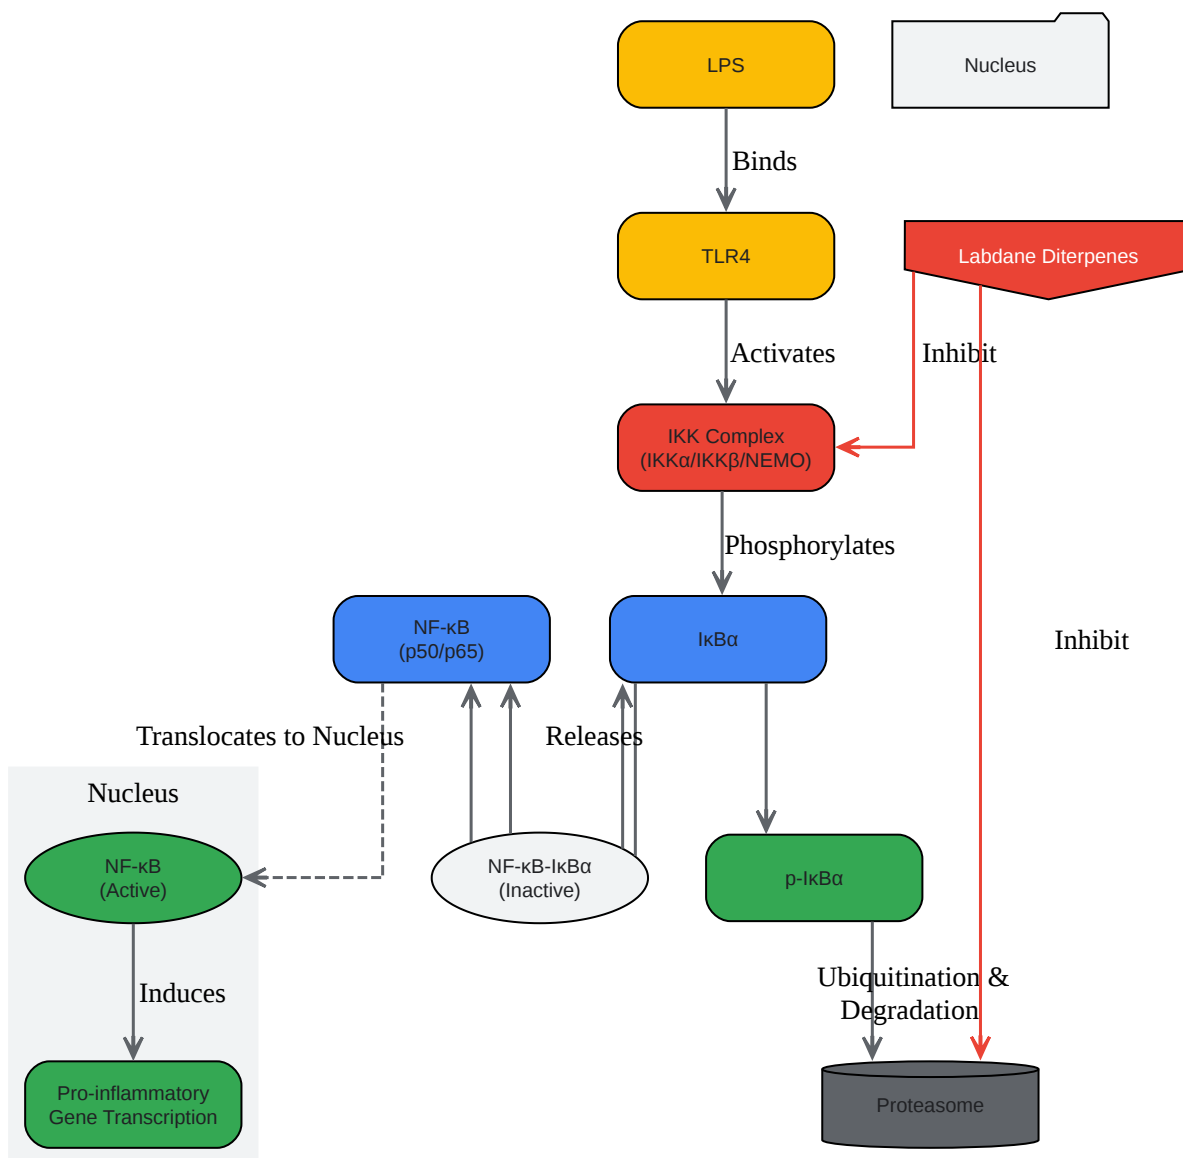 LPS
Nucleus
Binds
TLR4
Labdane Diterpenes
Activates
Inhibit
IKK Complex
(IKKα/IKKβ/NEMO)
Phosphorylates
NF-κB
(p50/p65)
IκBα
Inhibit
Translocates to Nucleus
Releases
Nucleus
NF-κB
(Active)
NF-κB-IκBα
(Inactive)
p-IκBα
Ubiquitination &
Degradation
Induces
Pro-inflammatory
Gene Transcription
Proteasome